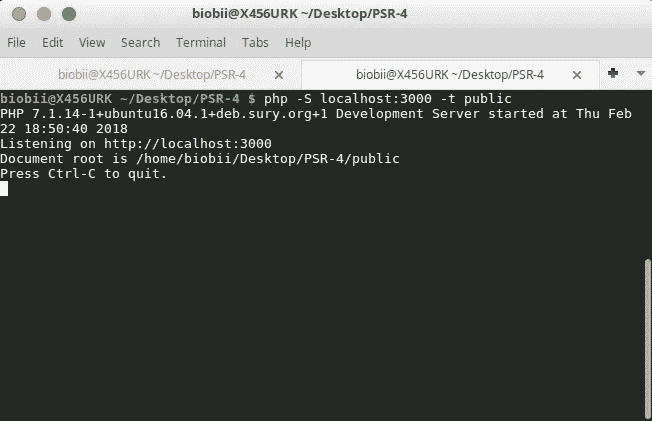 biobii@X456URK ~/Desktop/PSR-4
File Edit View Search Terminal Tabs Help
biobii@X456URK ~/Desktop/PSR-4 biobii@X456URK ~/Desktop/PSR-4
biobii@X456URK ~/Desktop/PSR-4 $ php -S localhost:3000 -t public
PHP 7.1.14-1+ubuntu16.04.1+deb.sury.org+1 Development Server started at Thu Feb
22 18:50:40 2018
Listening on http://localhost:3000
Document root is /home/biobii/Desktop/PSR-4/public
Press Ctrl-C to quit.